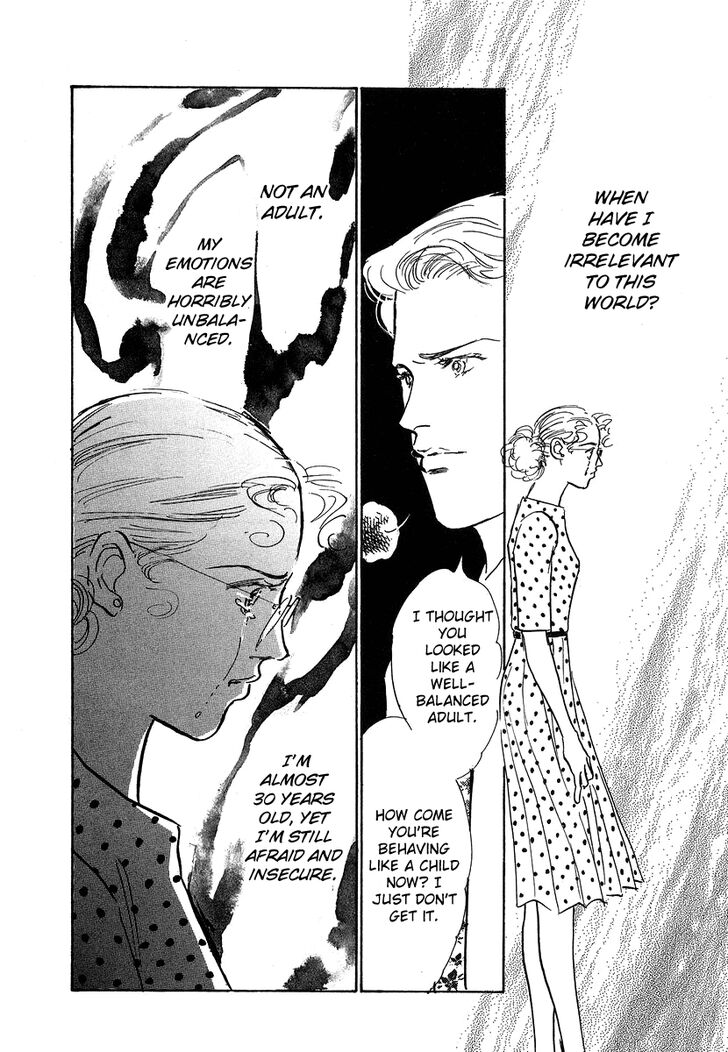 WHEN
HAVE I
BECOME
IRRELEVANT
TO THIS
WORLD?
I THOUGHT
YOU
LOOKED
LIKE A
WELL-
BALANCED
ADULT.
HOW COME
YOU'RE
BEHAVING
LIKE A CHILD
NOW? I
JUST DON'T
GET IT.
NOT AN
ADULT.
MY
EMOTIONS
ARE
HORRIBLY
UNBALA-
NCED.
I'M
ALMOST
30 YEARS
OLD, YET
I'M STILL
AFRAID AND
INSECURE.